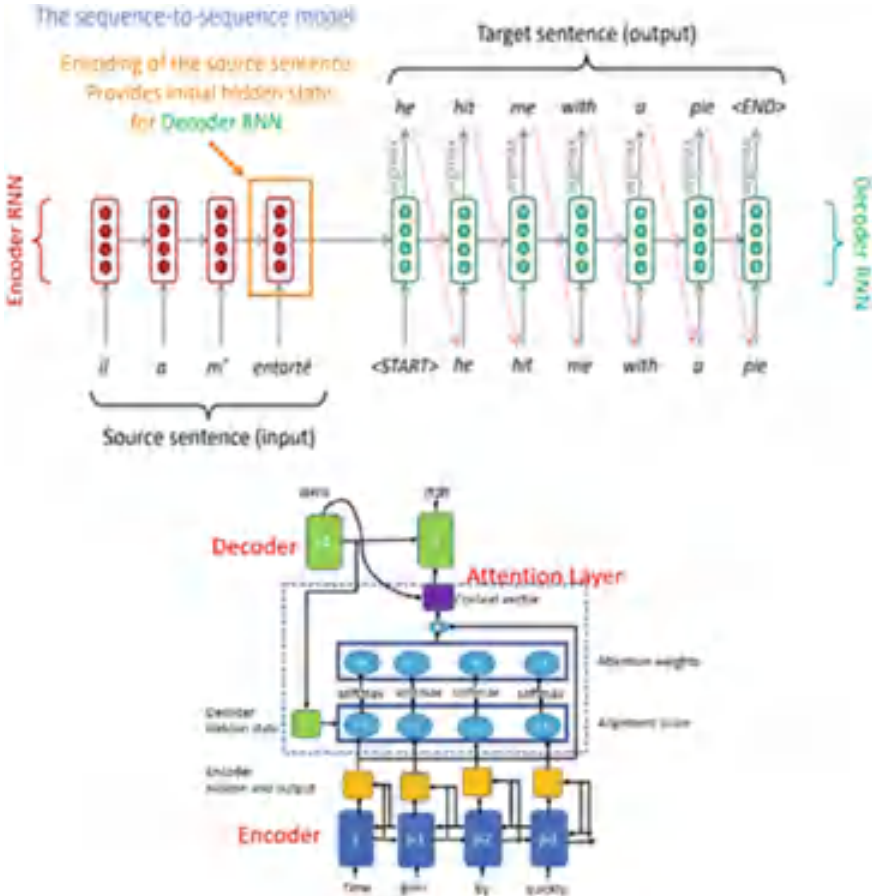 The sequence-to-sequence model
Encoding of the source sentence.
Provides initial hidden state
for Decoder RNN
Target sentence (output)
he hit me with a pie <END>
Encoder RNN
Decoder RNN
il a m' entarté
<START> he hit me with a pie
Source sentence (input)
Decoder
Attention Layer
Context vector
Attention weights
softmax softmax softmax softmax
Decoder
hidden state
Alignment score
Encoder
hidden and output
Encoder
Time
quickly